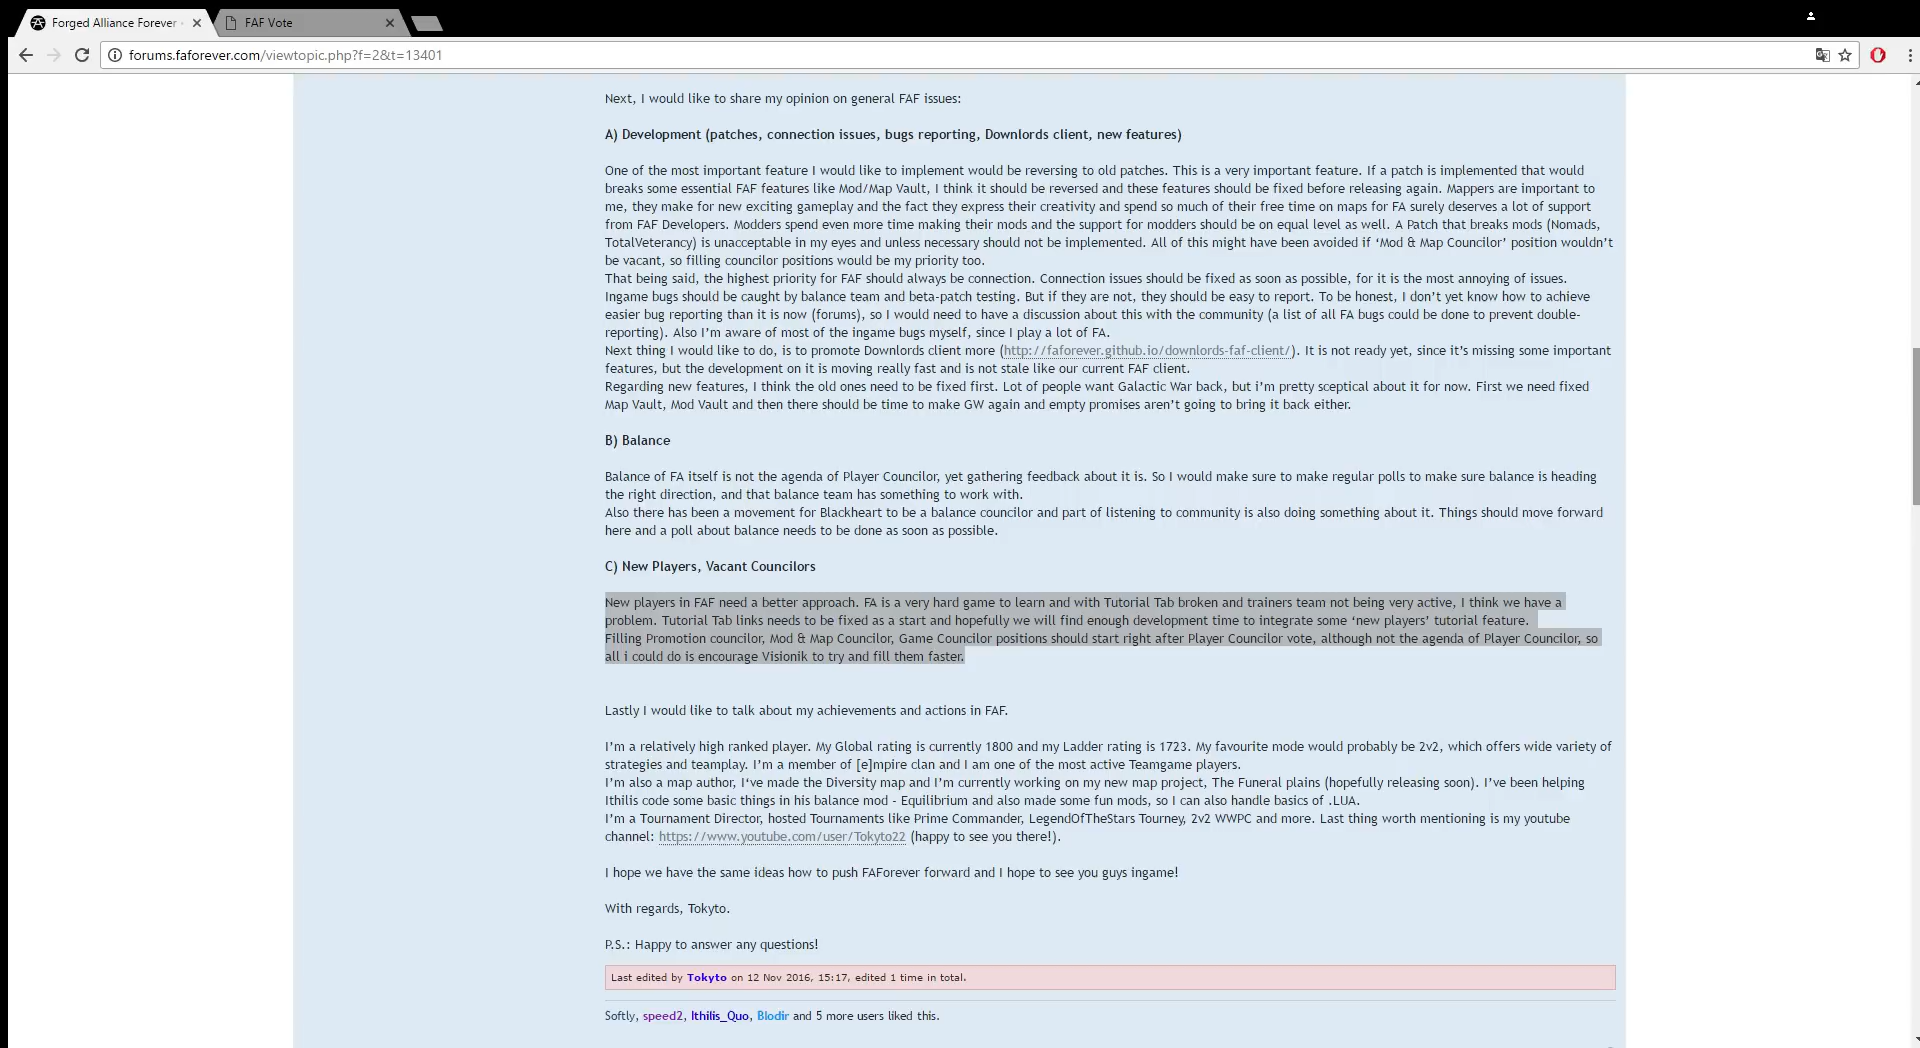 Forged Alliance Forever
FAF Vote
forums.faforever.com/viewtopic.php?f=2&t=13401
Next, I would like to share my opinion on general FAF issues:
A) Development (patches, connection issues, bugs reporting, Downlords client, new features)
One of the most important feature I would like to implement would be reversing to old patches. This is a very important feature. If a patch is implemented that would
breaks some essential FAF features like Mod/Map Vault, I think it should be reversed and these features should be fixed before releasing again. Mappers are important to
me, they make for new exciting gameplay and the fact they express their creativity and spend so much of their free time on maps for FA surely deserves a lot of support
from FAF Developers. Modders spend even more time making their mods and the support for modders should be on equal level as well. A Patch that breaks mods (Nomads,
TotalVeterancy) is unacceptable in my eyes and unless necessary should not be implemented. All of this might have been avoided if ‘Mod & Map Councilor’ position wouldn’t
be vacant, so filling councilor positions would be my priority too.
That being said, the highest priority for FAF should always be connection. Connection issues should be fixed as soon as possible, for it is the most annoying of issues.
Ingame bugs should be caught by balance team and beta-patch testing. But if they are not, they should be easy to report. To be honest, I don’t yet know how to achieve
easier bug reporting than it is now (forums), so I would need to have a discussion about this with the community (a list of all FA bugs could be done to prevent double-
reporting). Also I’m aware of most of the ingame bugs myself, since I play a lot of FA.
Next thing I would like to do, is to promote Downlords client more (http://faforever.github.io/downlords-faf-client/). It is not ready yet, since it’s missing some important
features, but the development on it is moving really fast and is not stale like our current FAF client.
Regarding new features, I think the old ones need to be fixed first. Lot of people want Galactic War back, but i’m pretty sceptical about it for now. First we need fixed
Map Vault, Mod Vault and then there should be time to make GW again and empty promises aren’t going to bring it back either.
B) Balance
Balance of FA itself is not the agenda of Player Councilor, yet gathering feedback about it is. So I would make sure to make regular polls to make sure balance is heading
the right direction, and that balance team has something to work with.
Also there has been a movement for Blackheart to be a balance councilor and part of listening to community is also doing something about it. Things should move forward
here and a poll about balance needs to be done as soon as possible.
C) New Players, Vacant Councilors
New players in FAF need a better approach. FA is a very hard game to learn and with Tutorial Tab broken and trainers team not being very active, I think we have a
problem. Tutorial Tab links needs to be fixed as a start and hopefully we will find enough development time to integrate some ‘new players’ tutorial feature.
Filling Promotion councilor, Mod & Map Councilor, Game Councilor positions should start right after Player Councilor vote, although not the agenda of Player Councilor, so
all i could do is encourage Visionik to try and fill them faster.
Lastly I would like to talk about my achievements and actions in FAF.
I’m a relatively high ranked player. My Global rating is currently 1800 and my Ladder rating is 1723. My favourite mode would probably be 2v2, which offers wide variety of
strategies and teamplay. I’m a member of [e]mpire clan and I am one of the most active Teamgame players.
I’m also a map author, I‘ve made the Diversity map and I’m currently working on my new map project, The Funeral plains (hopefully releasing soon). I’ve been helping
Ithilis code some basic things in his balance mod - Equilibrium and also made some fun mods, so I can also handle basics of .LUA.
I’m a Tournament Director, hosted Tournaments like Prime Commander, LegendOfTheStars Tourney, 2v2 WWPC and more. Last thing worth mentioning is my youtube
channel: https://www.youtube.com/user/Tokyto22 (happy to see you there!).
I hope we have the same ideas how to push FAForever forward and I hope to see you guys ingame!
With regards, Tokyto.
P.S.: Happy to answer any questions!
Last edited by Tokyto on 12 Nov 2016, 15:17, edited 1 time in total.
Softly, speed2, Ithilis_Quo, Blodir and 5 more users liked this.